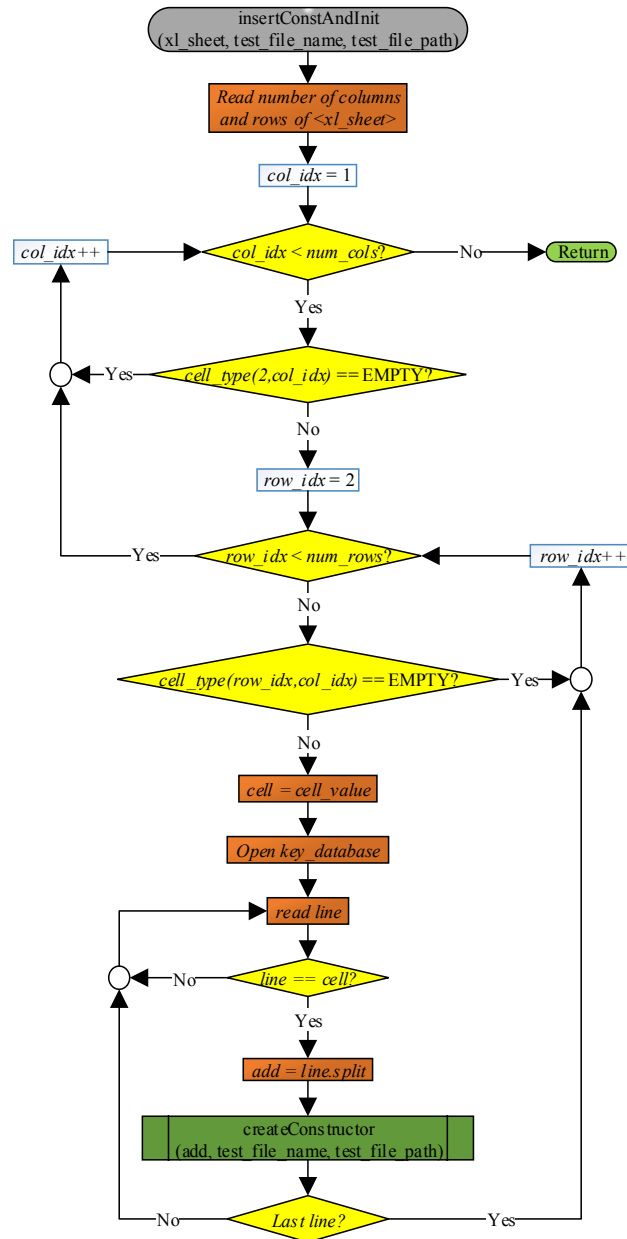 insertConstAndInit
(xl_sheet, test_file_name, test_file_path)
Read number of columns
and rows of <xl_sheet>
col_idx = 1
col_idx++
col_idx < num_cols?
No
Return
Yes
cell_type(2,col_idx) == EMPTY?
Yes
No
row_idx = 2
row_idx < num_rows?
Yes
row_idx++
No
cell_type(row_idx,col_idx) == EMPTY?
Yes
No
cell = cell_value
Open key_database
read line
line == cell?
No
Yes
add = line.split
createConstructor
(add, test_file_name, test_file_path)
No
Last line?
Yes